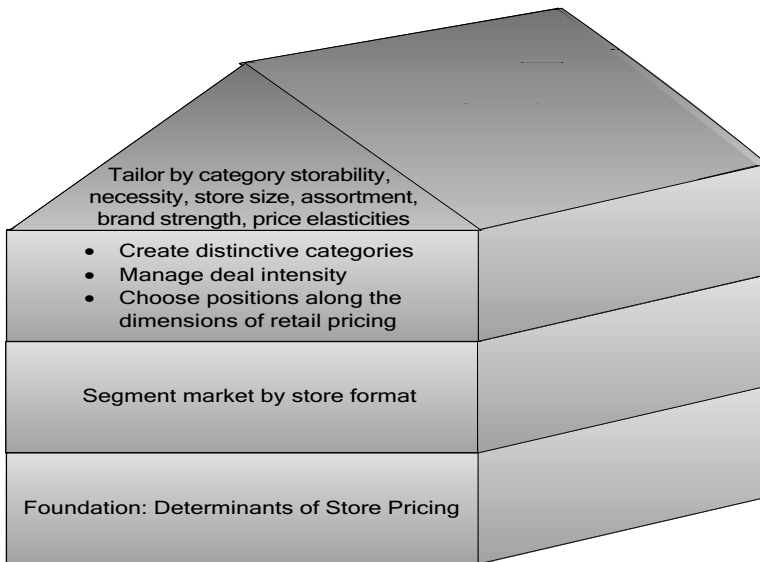 Tailor by category storability,
necessity, store size, assortment,
brand strength, price elasticities
• Create distinctive categories
• Manage deal intensity
• Choose positions along the
dimensions of retail pricing
Segment market by store format
Foundation: Determinants of Store Pricing